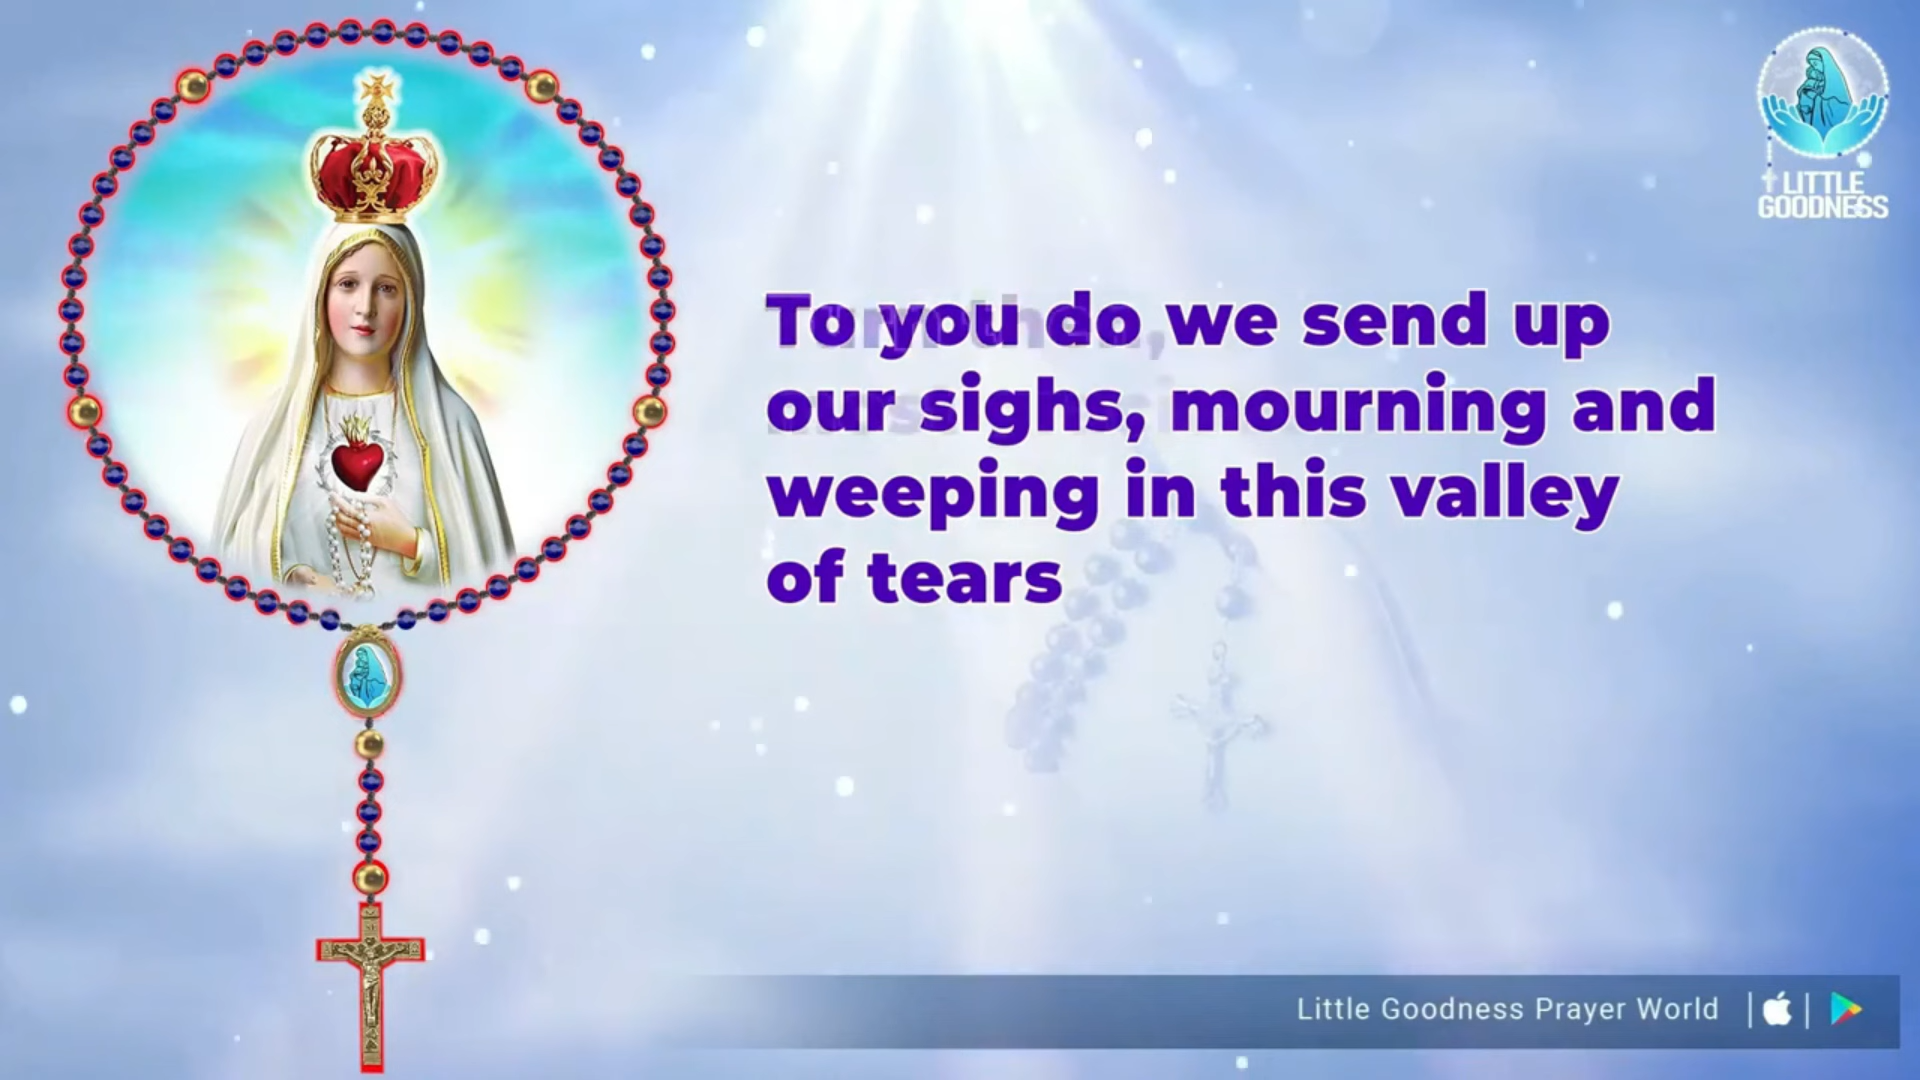 To you do we send up
our sighs, mourning and
weeping in this valley
of tears
LITTLE
GOODNESS
Little Goodness Prayer World